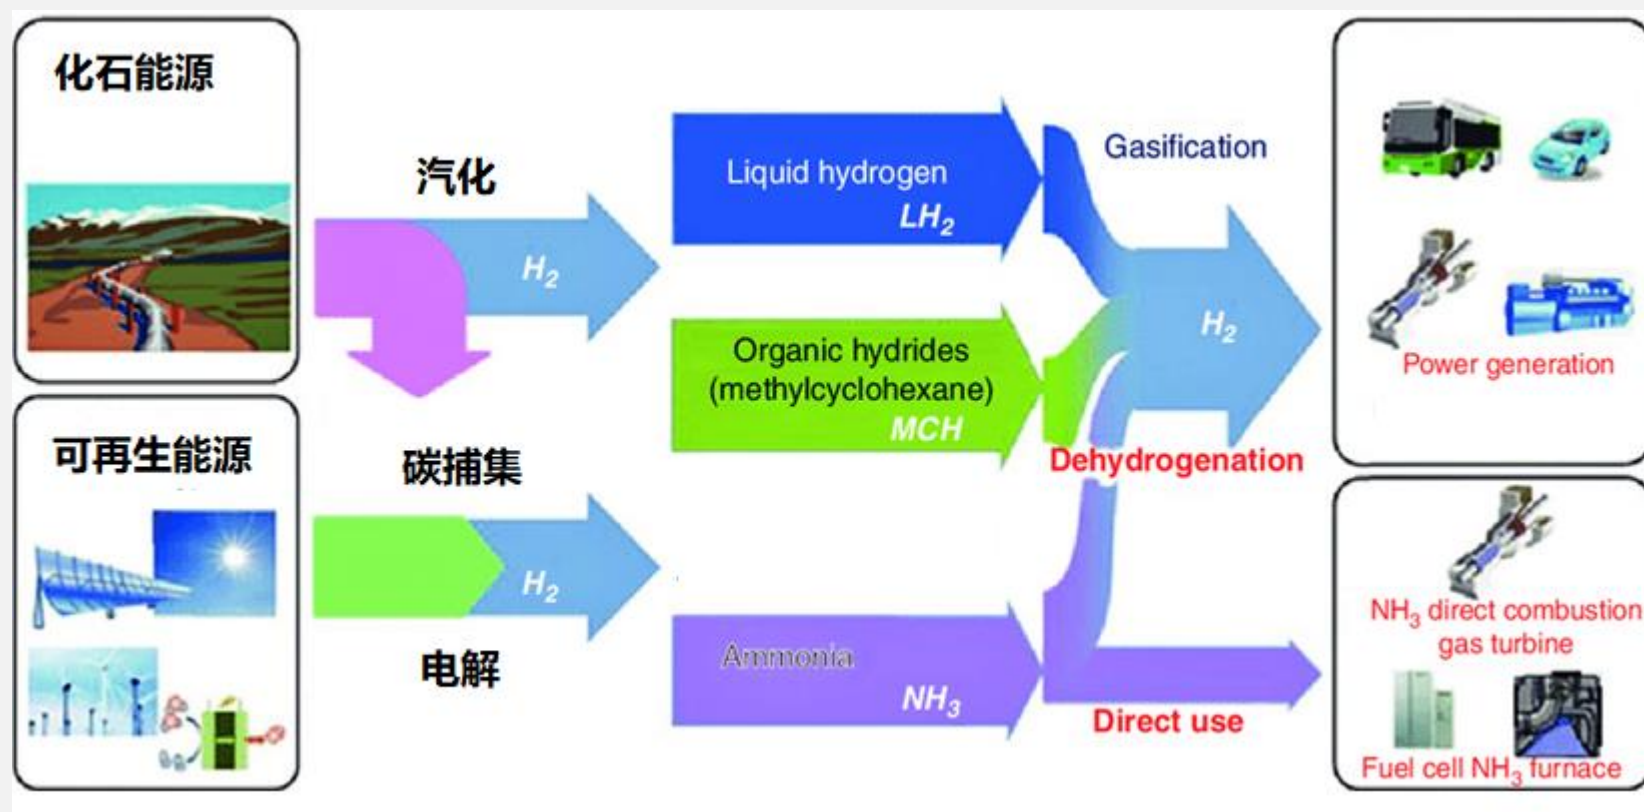 化石能源
汽化
H2
碳捕集
可再生能源
H2
电解
Liquid hydrogen
LH2
Organic hydrides
(methylcyclohexane)
MCH
Ammonia
NH3
Gasification
H2
Dehydrogenation
Direct use
Power generation
NH3 direct combustion
gas turbine
Fuel cell NH3 furnace